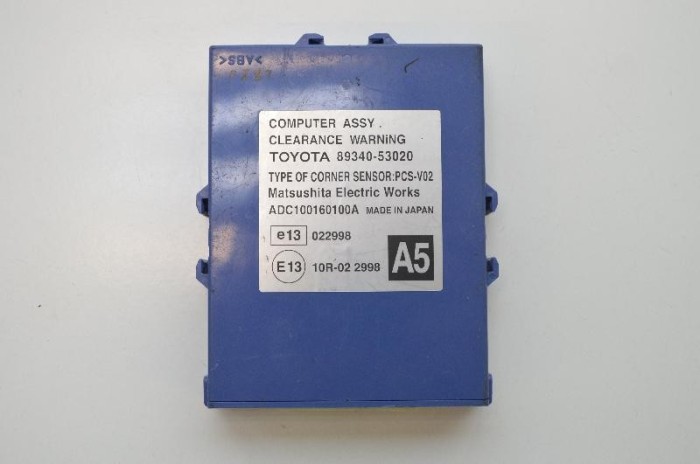 >ABS<
COMPUTER ASSY .
CLEARANCE WARNING
TOYOTA 89340-53020
TYPE OF CORNER SENSOR:PCS-V02
Matsushita Electric Works
ADC100160100A MADE IN JAPAN
e13 022998
E13 10R-02 2998
A5